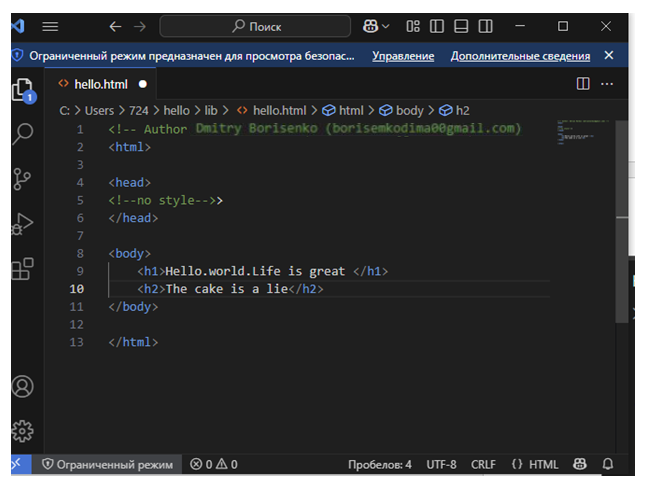 Поиск
Ограниченный режим предназначен для просмотра безопас... Управление Дополнительные сведения
1
hello.html
C: > Users > 724 > hello > lib > hello.html > html > body > h2
1 <!-- Author Dmitry Borisenko (borisemkodima00gmail.com)
2 <html>
3
4 <head>
5 <!--no style-->>
6 </head>
7
8 <body>
9 <h1>Hello.world.Life is great </h1>
10 <h2>The cake is a lie</h2>
11 </body>
12
13 </html>
Ограниченный режим 0 0 Пробелов: 4 UTF-8 CRLF {} HTML